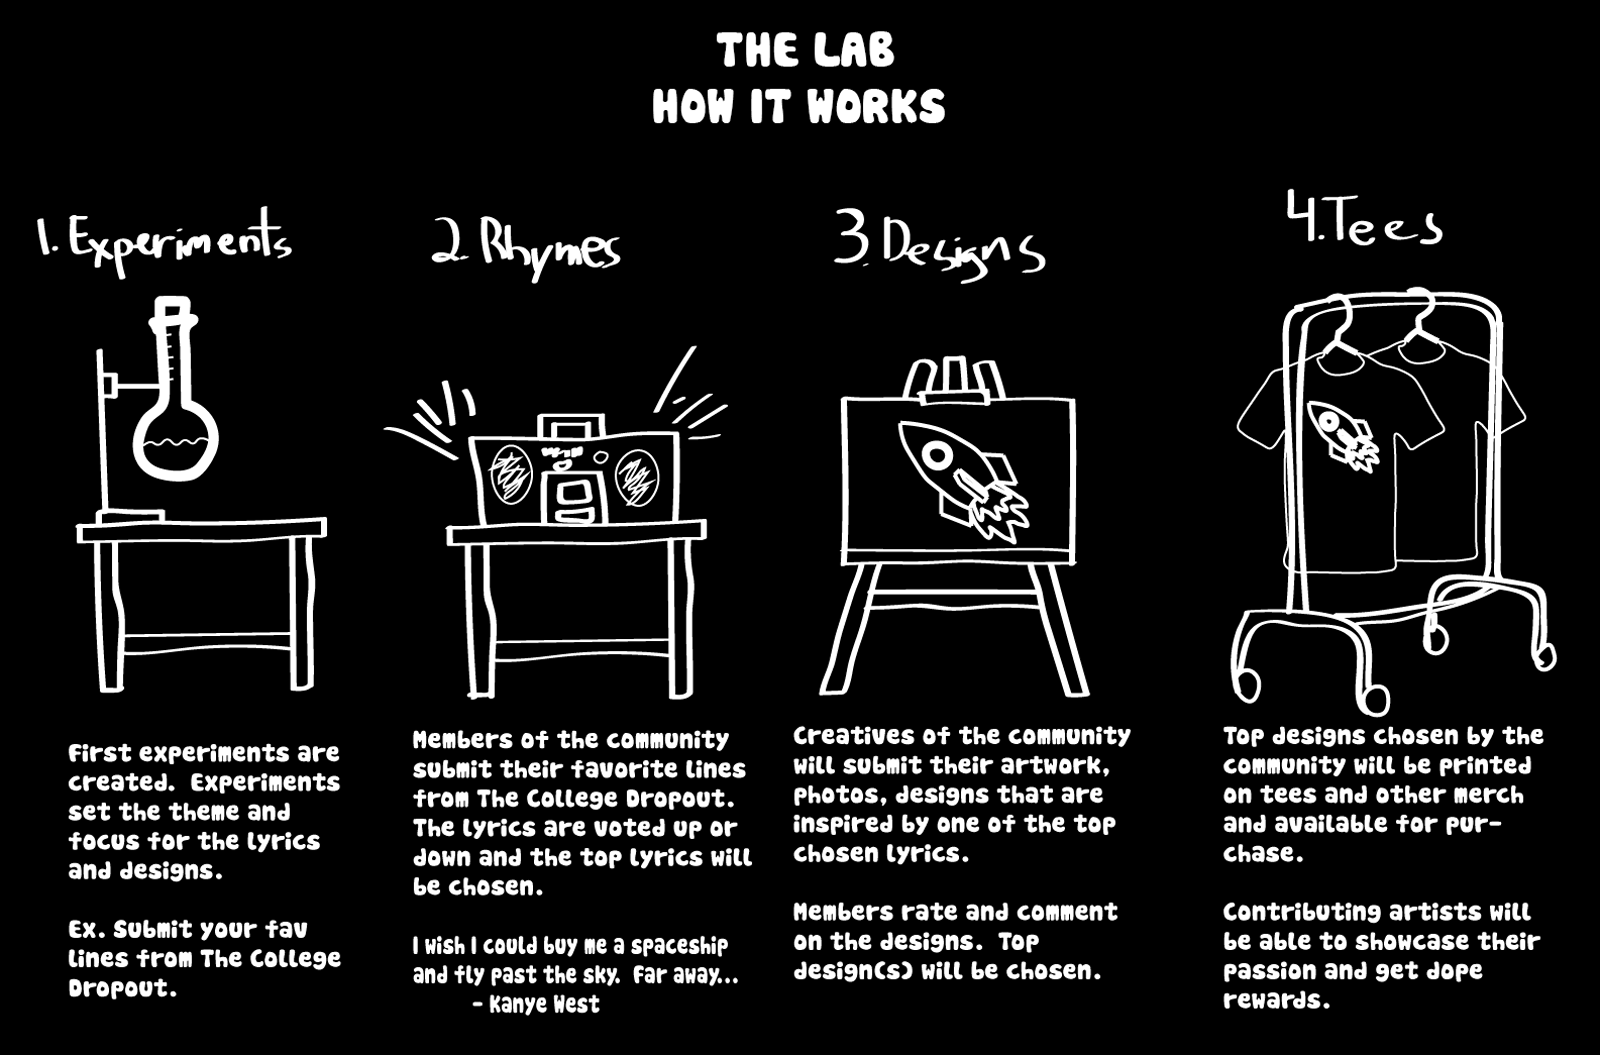 THE LAB
HOW IT WORKS
1. Experiments
2. Rhymes
3. Designs
4. Tees
First experiments are
created. Experiments
set the theme and
focus for the lyrics
and designs.
Ex. Submit your fav
lines from The College
Dropout.
Members of the community
submit their favorite lines
from The College Dropout.
The lyrics are voted up or
down and the top lyrics will
be chosen.
I wish I could buy me a spaceship
and fly past the sky. Far away...
- Kanye West
Creatives of the community
will submit their artwork,
photos, designs that are
inspired by one of the top
chosen lyrics.
Members rate and comment
on the designs. Top
design(s) will be chosen.
Top designs chosen by the
community will be printed
on tees and other merch
and available for pur-
chase.
Contributing artists will
be able to showcase their
passion and get dope
rewards.